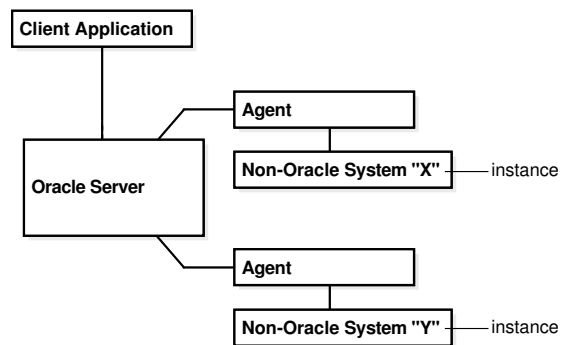 Client Application
Agent
Non-Oracle System "X"
instance
Oracle Server
Agent
Non-Oracle System "Y"
instance